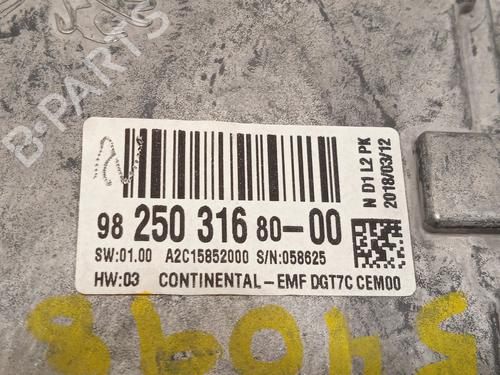 B-PARTS
N D1 L2 PK
2018/03/12
98 250 316 80-00
SW:01.00 A2C15852000 S/N:058625
HW:03 CONTINENTAL-EMF DGT7C CEM00